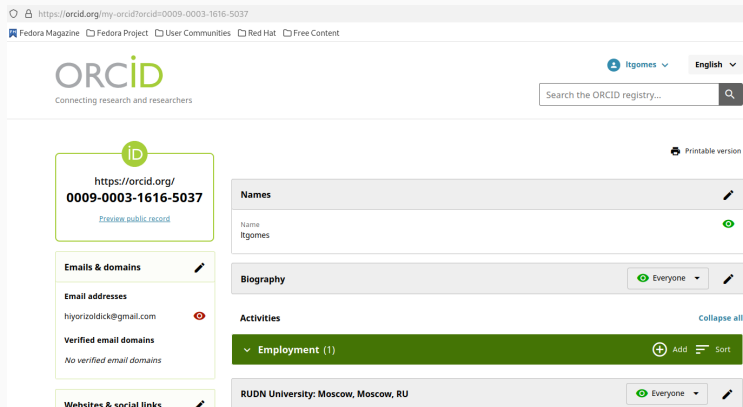 https://orcid.org/my-orcid?orcid=0009-0003-1616-5037
Fedora Magazine Fedora Project User Communities Red Hat Free Content
ORCiD
Connecting research and researchers
ltgomes English
Search the ORCID registry...
Printable version
iD
https://orcid.org/
0009-0003-1616-5037
Preview public record
Names
Name
ltgomes
Emails & domains
Email addresses
hiyorizoldick@gmail.com
Verified email domains
No verified email domains
Websites & social links
Biography Everyone
Activities Collapse all
Employment (1) Add Sort
RUDN University: Moscow, Moscow, RU Everyone